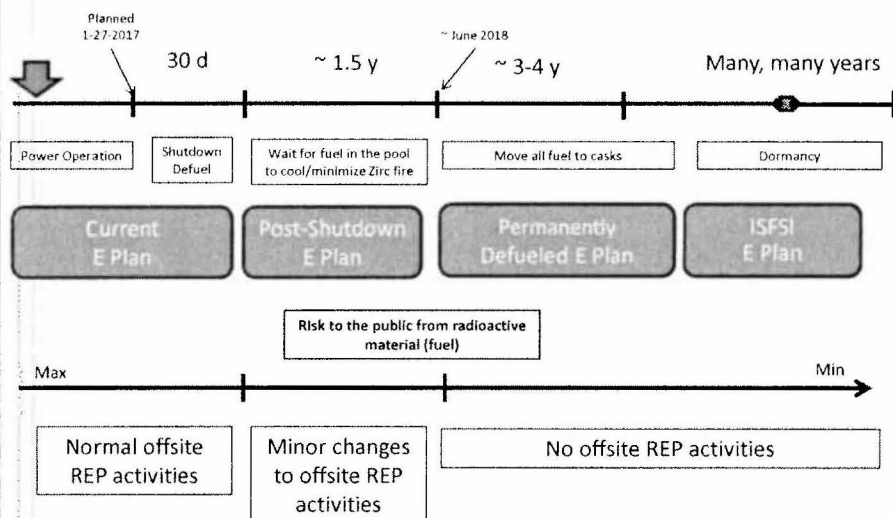 Planned
1-27-2017
30 d
~ 1.5 y
~ June 2018
~ 3-4 y
Many, many years
Power Operation
Shutdown
Defuel
Wait for fuel in the pool
to cool/minimize Zirc fire
Move all fuel to casks
Dormancy
Current
E Plan
Post-Shutdown
E Plan
Permanently
Defueled E Plan
ISFSI
E Plan
Risk to the public from radioactive
material (fuel)
Max
Min
Normal offsite
REP activities
Minor changes
to offsite REP
activities
No offsite REP activities